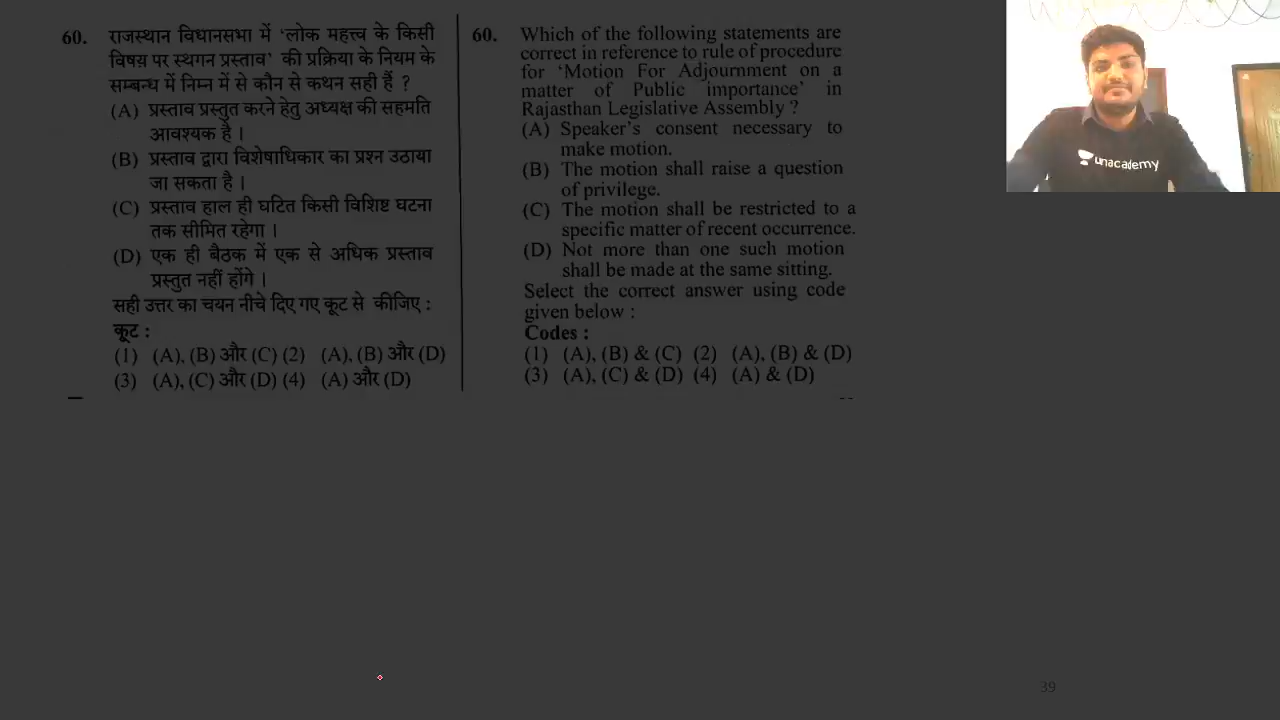 60. राजस्थान विधानसभा में 'लोक महत्त्व के किसी
विषय पर स्थगन प्रस्ताव' की प्रक्रिया के नियम के
सम्बन्ध में निम्न में से कौन से कथन सही हैं ?
(A) प्रस्ताव प्रस्तुत करने हेतु अध्यक्ष की सहमति
आवश्यक है ।
(B) प्रस्ताव द्वारा विशेषाधिकार का प्रश्न उठाया
जा सकता है ।
(C) प्रस्ताव हाल ही घटित किसी विशिष्ट घटना
तक सीमित रहेगा ।
(D) एक ही बैठक में एक से अधिक प्रस्ताव
प्रस्तुत नहीं होंगे ।
सही उत्तर का चयन नीचे दिए गए कूट से कीजिए :
कूट :
(1) (A), (B) और (C) (2) (A), (B) और (D)
(3) (A), (C) और (D) (4) (A) और (D)
60. Which of the following statements are
correct in reference to rule of procedure
for 'Motion For Adjournment on a
matter of Public importance' in
Rajasthan Legislative Assembly ?
(A) Speaker's consent necessary to
make motion.
(B) The motion shall raise a question
of privilege.
(C) The motion shall be restricted to a
specific matter of recent occurrence.
(D) Not more than one such motion
shall be made at the same sitting.
Select the correct answer using code
given below :
Codes :
(1) (A), (B) & (C) (2) (A), (B) & (D)
(3) (A), (C) & (D) (4) (A) & (D)
unacademy
39